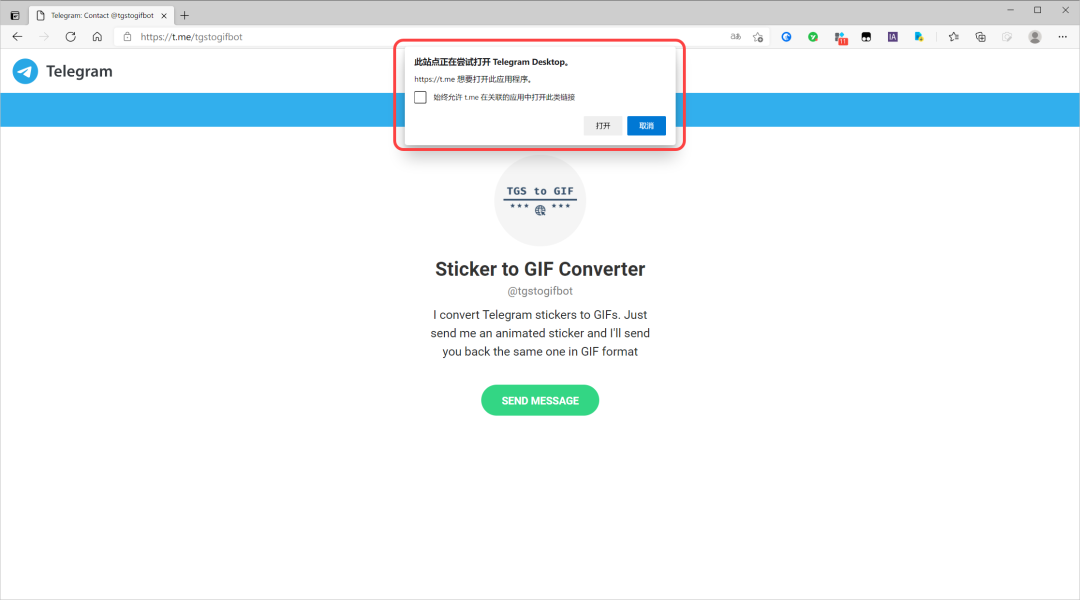 Telegram: Contact @tgstogifbot
https://t.me/tgstogifbot
aあ
11
IA
Telegram
此站点正在尝试打开 Telegram Desktop。
https://t.me 想要打开此应用程序。
始终允许 t.me 在关联的应用中打开此类链接
打开
取消
TGS to GIF
*** ***
Sticker to GIF Converter
@tgstogifbot
I convert Telegram stickers to GIFs. Just
send me an animated sticker and I'll send
you back the same one in GIF format
SEND MESSAGE